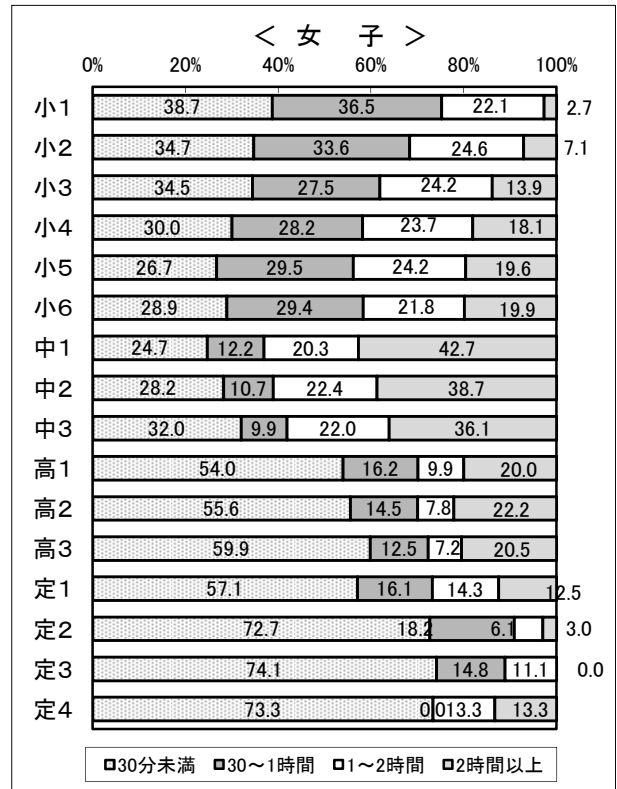 ＜ 女 子 ＞
0% 20% 40% 60% 80% 100%
小1 38.7 36.5 22.1 2.7
小2 34.7 33.6 24.6 7.1
小3 34.5 27.5 24.2 13.9
小4 30.0 28.2 23.7 18.1
小5 26.7 29.5 24.2 19.6
小6 28.9 29.4 21.8 19.9
中1 24.7 12.2 20.3 42.7
中2 28.2 10.7 22.4 38.7
中3 32.0 9.9 22.0 36.1
高1 54.0 16.2 9.9 20.0
高2 55.6 14.5 7.8 22.2
高3 59.9 12.5 7.2 20.5
定1 57.1 16.1 14.3 12.5
定2 72.7 18.2 6.1 3.0
定3 74.1 14.8 11.1 0.0
定4 73.3 0.0 13.3 13.3
30分未満 30～1時間 1～2時間 2時間以上